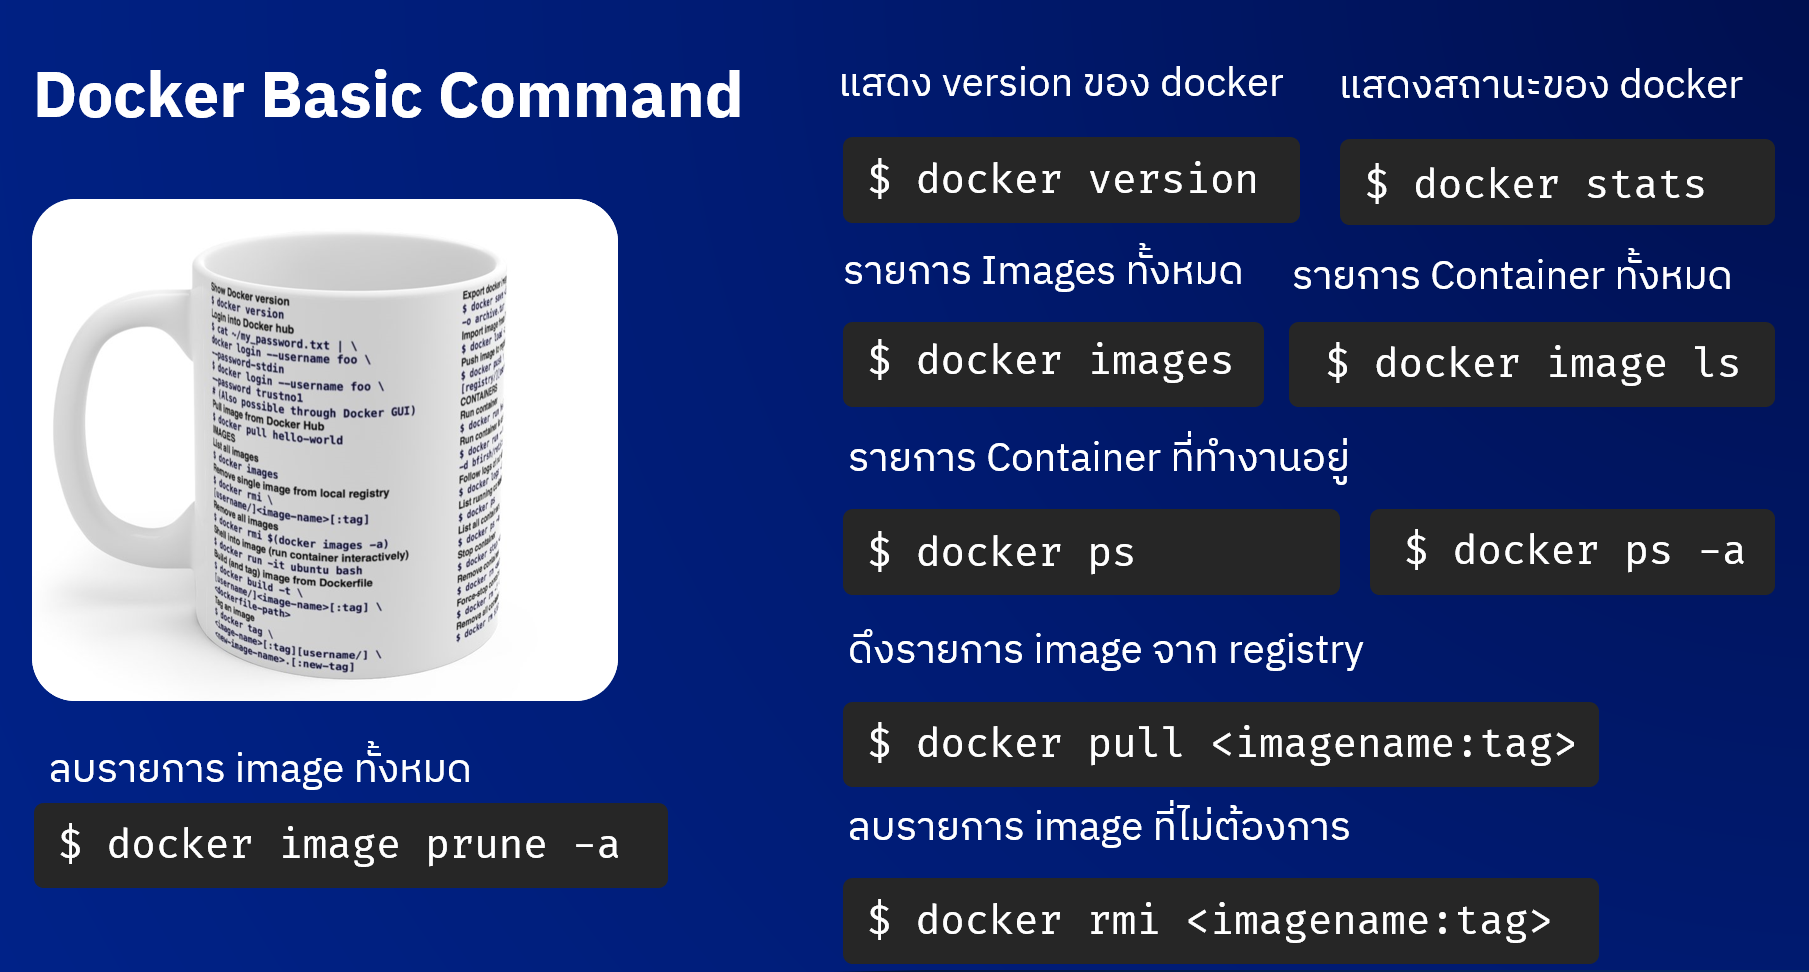 Docker Basic Command
Show Docker version
$ docker version
Login into Docker hub
$ cat ~/my_password.txt | \
docker login --username foo \
--password-stdin
$ docker login --username foo \
--password trustno1
# (Also possible through Docker GUI)
Pull image from Docker Hub
$ docker pull hello-world
IMAGES
List all images
$ docker images
Remove single image from local registry
$ docker rmi \
[username/]<image-name>[:tag]
Remove all images
$ docker rmi $(docker images -a)
Shell into image (run container interactively)
$ docker run -it ubuntu bash
Build (and tag) image from Dockerfile
$ docker build -t \
[username/]<image-name>[:tag] \
<dockerfile-path>
Tag an image
$ docker tag \
<image-name>[:tag][username/] \
<new-image-name>.[:new-tag]
Export docker
$ docker save
-o archive.
Import image
$ docker
Push image to
$ docker
[registry/]
CONTAINERS
Run container
$ docker run
Run container
$ docker run
Follow logs
$ docker
List running
$ docker ps
List all
$ docker ps
Stop
$ docker
Remove
$ docker rm
Force-stop
$ docker
Remove all
$ docker rm
ลบรายการ image ทั้งหมด
$ docker image prune -a
แสดง version ของ docker
$ docker version
แสดงสถานะของ docker
$ docker stats
รายการ Images ทั้งหมด
$ docker images
รายการ Container ทั้งหมด
$ docker image ls
รายการ Container ที่ทำงานอยู่
$ docker ps
$ docker ps -a
ดึงรายการ image จาก registry
$ docker pull <imagename:tag>
ลบรายการ image ที่ไม่ต้องการ
$ docker rmi <imagename:tag>